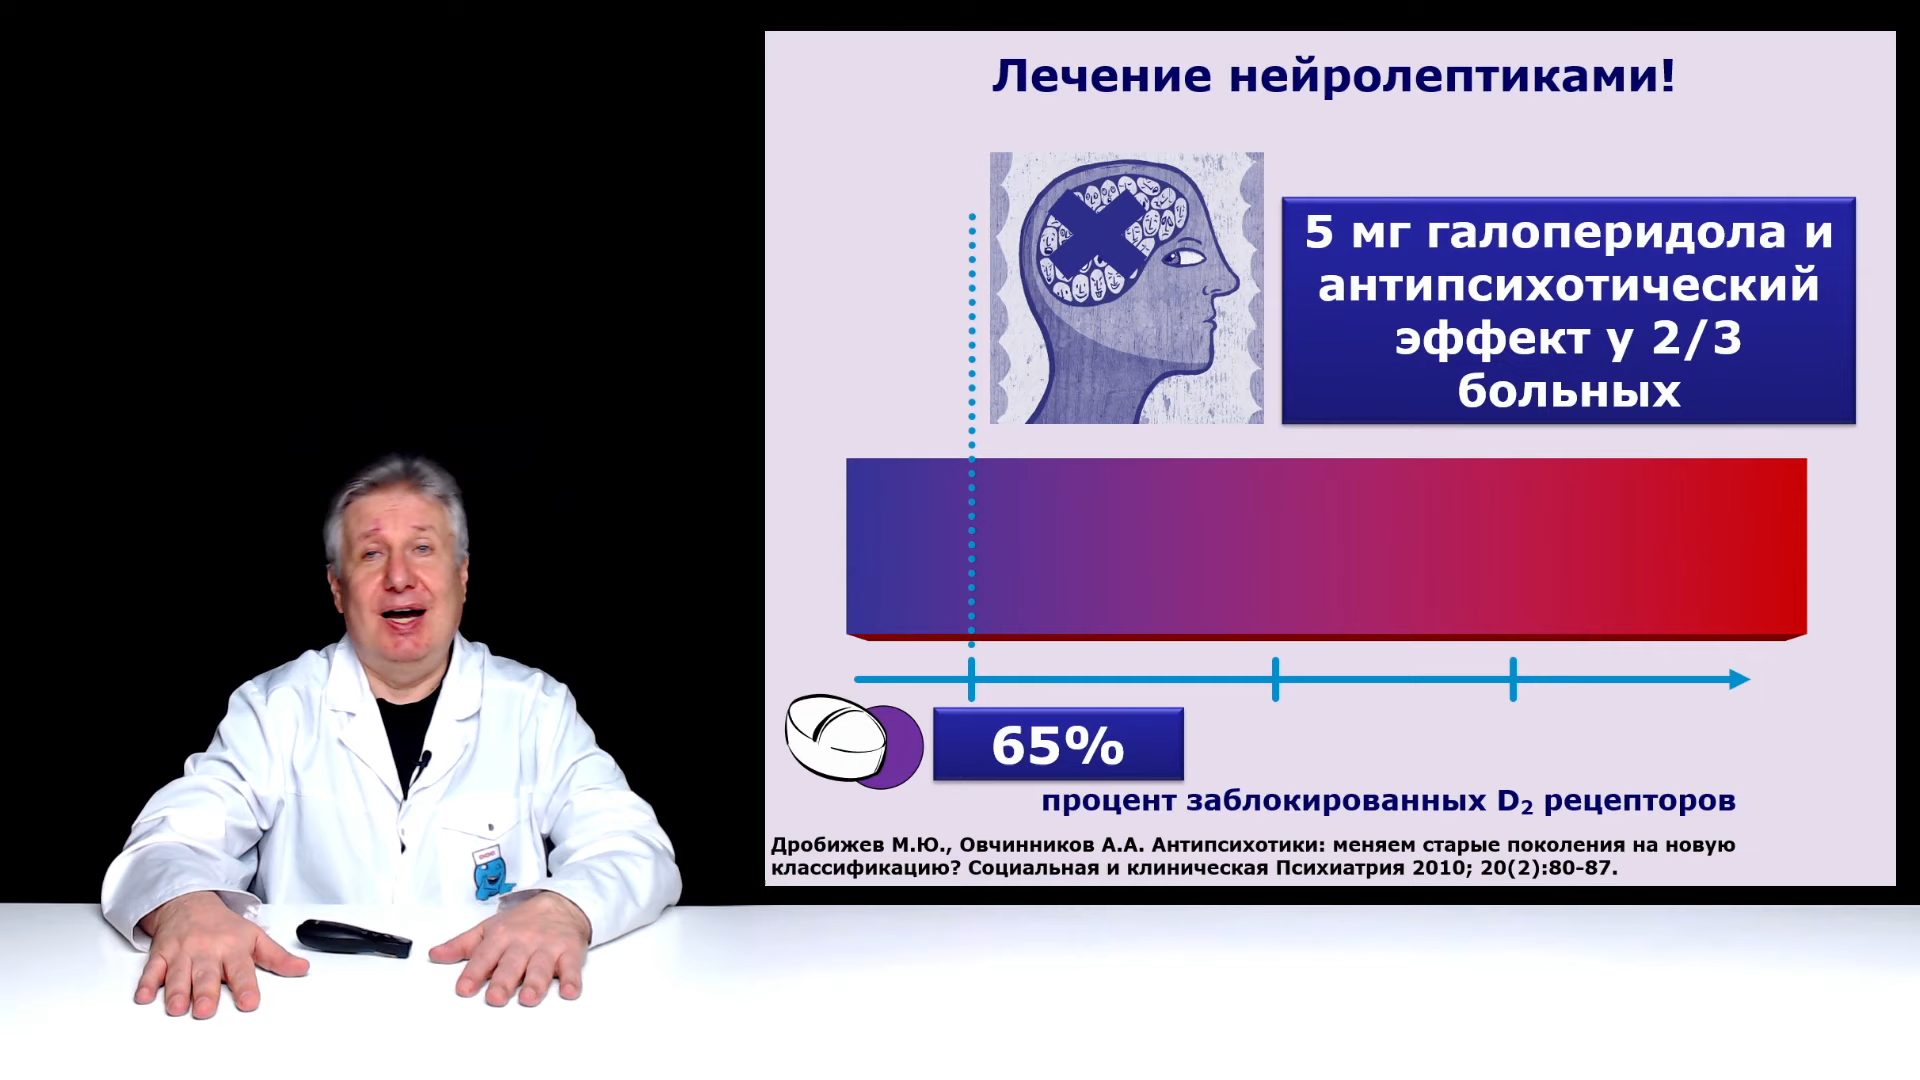 Лечение нейролептиками!
5 мг галоперидола и
антипсихотический
эффект у 2/3
больных
65%
процент заблокированных D₂ рецепторов
Дробижев М.Ю., Овчинников А.А. Антипсихотики: меняем старые поколения на новую
классификацию? Социальная и клиническая Психиатрия 2010; 20(2):80-87.